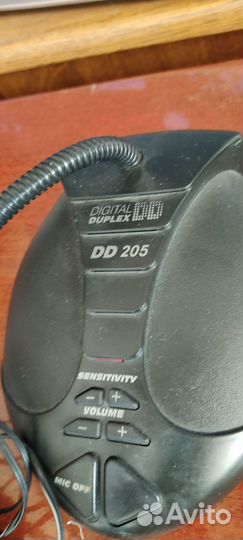 DIGITAL DD
DUPLEX
DD 205
SENSITIVITY
- +
VOLUME
- +
MIC OFF
Avito